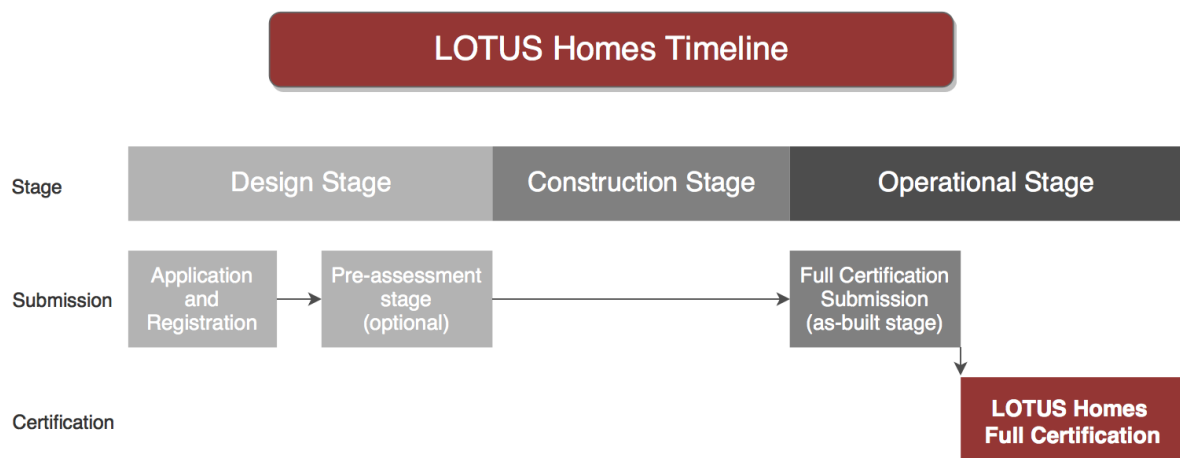 LOTUS Homes Timeline
Stage
Design Stage
Construction Stage
Operational Stage
Submission
Application
and
Registration
Pre-assessment
stage
(optional)
Full Certification
Submission
(as-built stage)
Certification
LOTUS Homes
Full Certification